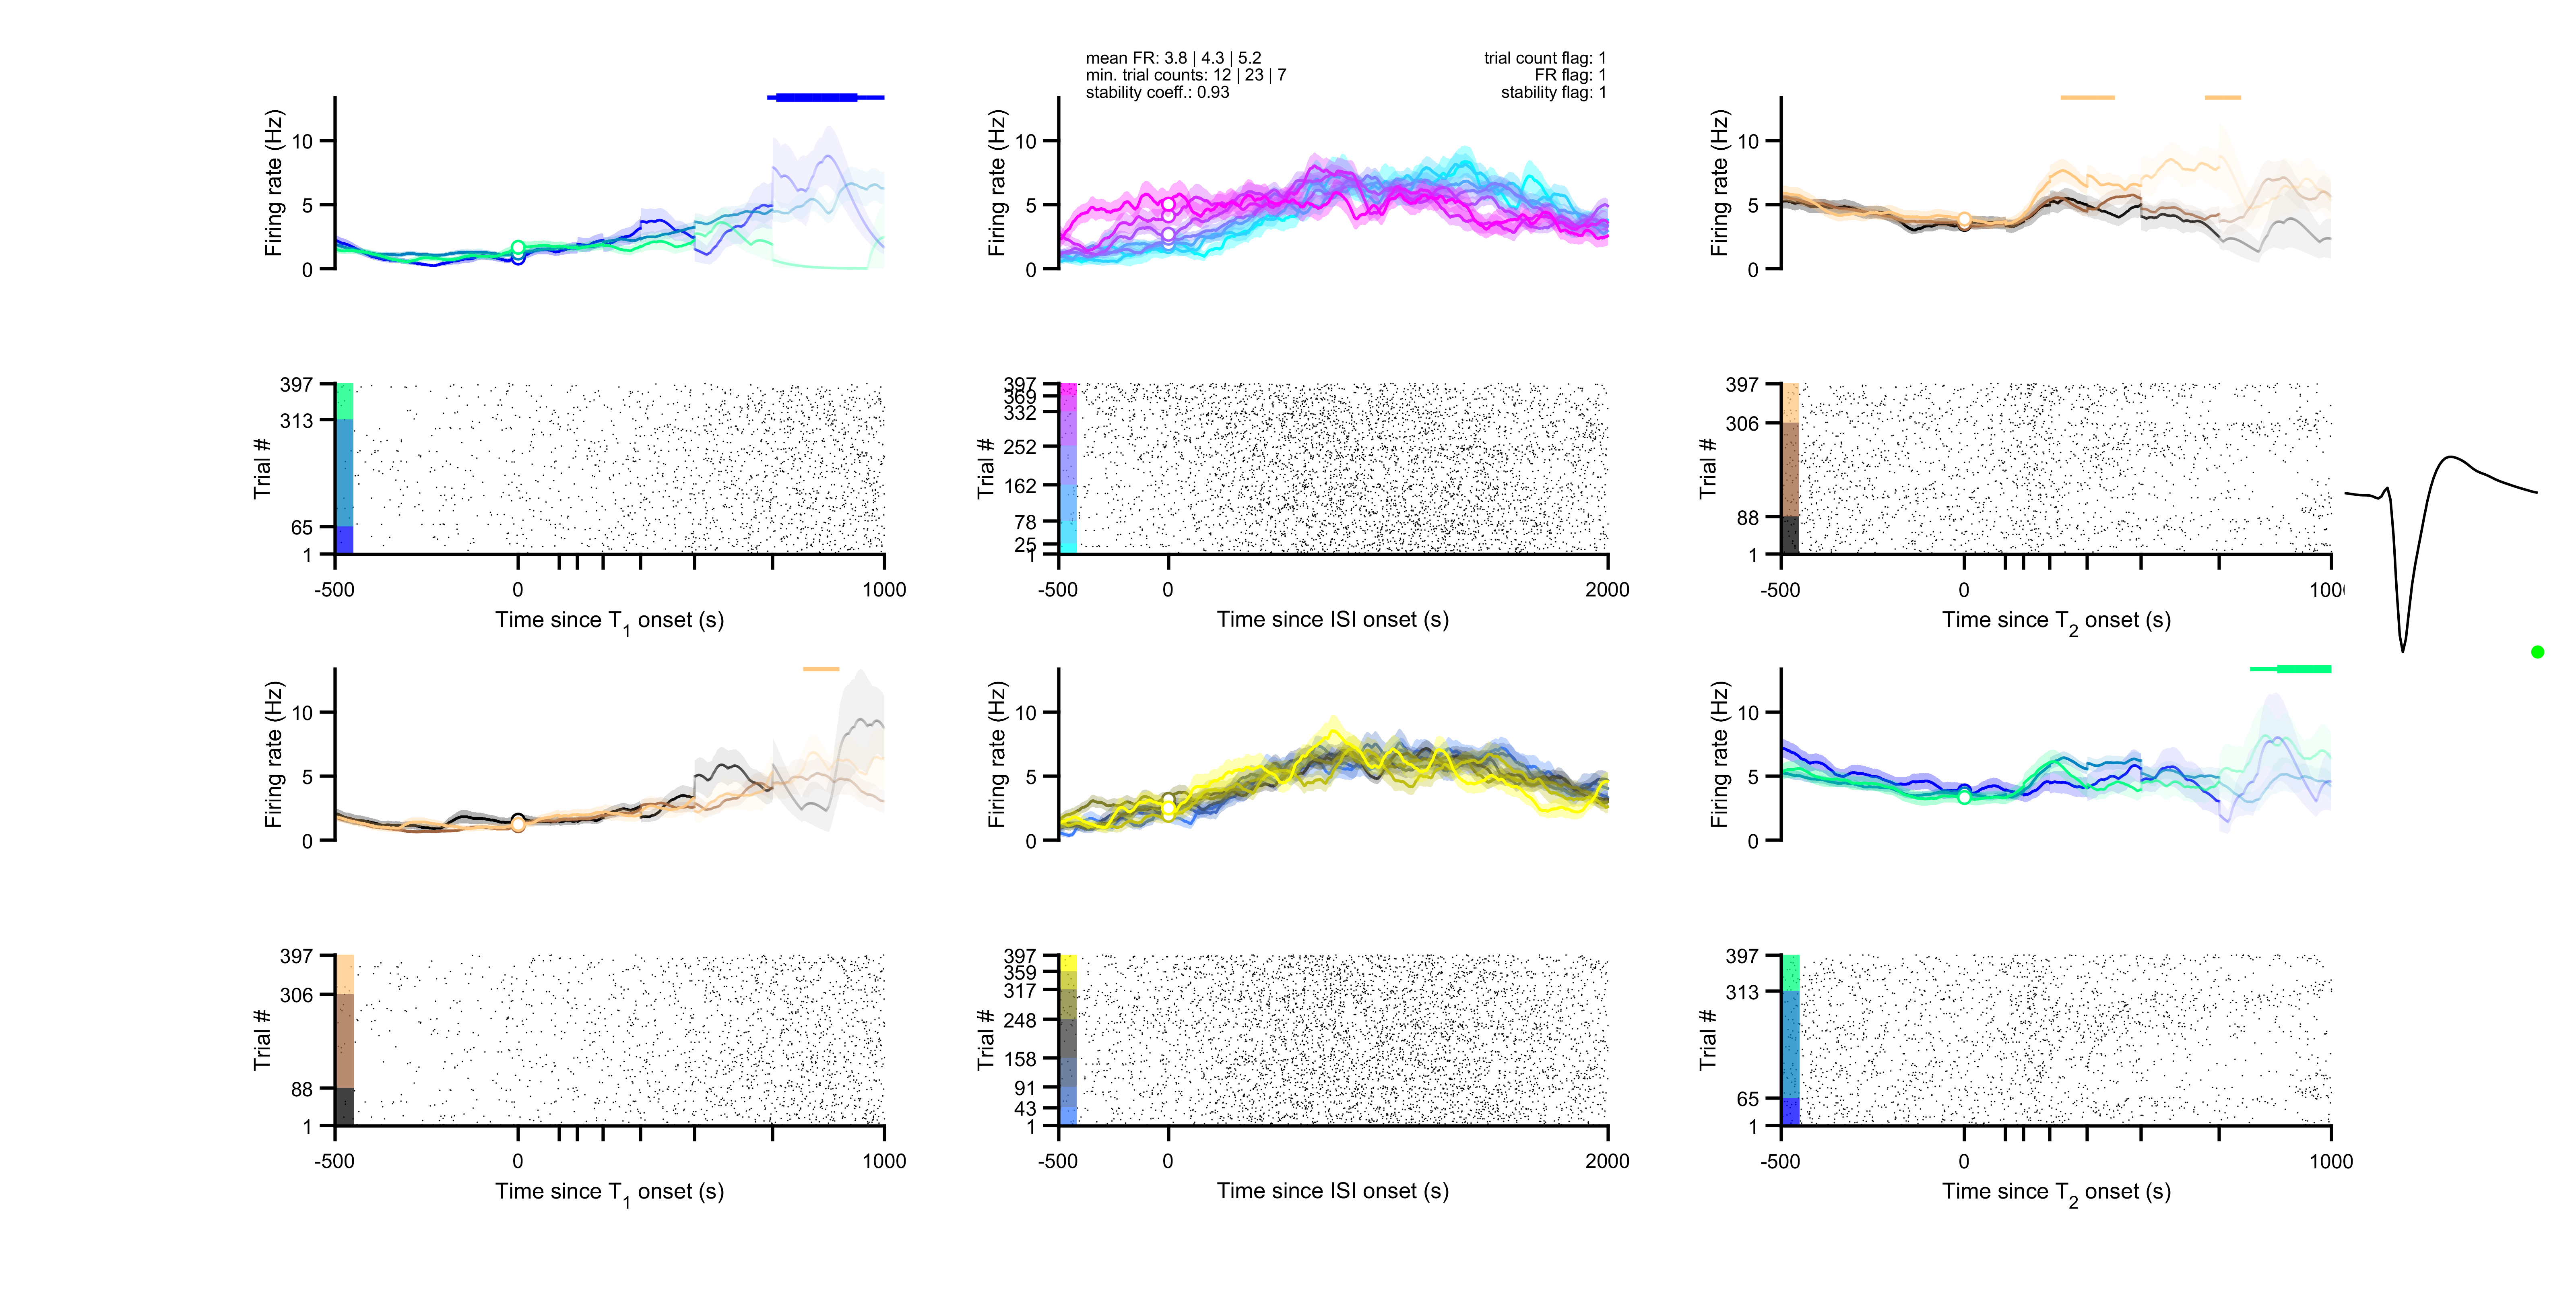 mean FR: 3.8 | 4.3 | 5.2
min. trial counts: 12 | 23 | 7
stability coeff.: 0.93
trial count flag: 1
FR flag: 1
stability flag: 1
Firing rate (Hz)
10
5
0
Firing rate (Hz)
10
5
0
Firing rate (Hz)
10
5
0
Trial #
397
313
65
1
-500
0
1000
Time since T1 onset (s)
Trial #
397
369
332
252
162
78
25
1
-500
0
2000
Time since ISI onset (s)
Trial #
397
306
88
1
-500
0
1000
Time since T2 onset (s)
Firing rate (Hz)
10
5
0
Firing rate (Hz)
10
5
0
Firing rate (Hz)
10
5
0
Trial #
397
306
88
1
-500
0
1000
Time since T1 onset (s)
Trial #
397
359
317
248
158
91
43
1
-500
0
2000
Time since ISI onset (s)
Trial #
397
313
65
1
-500
0
1000
Time since T2 onset (s)